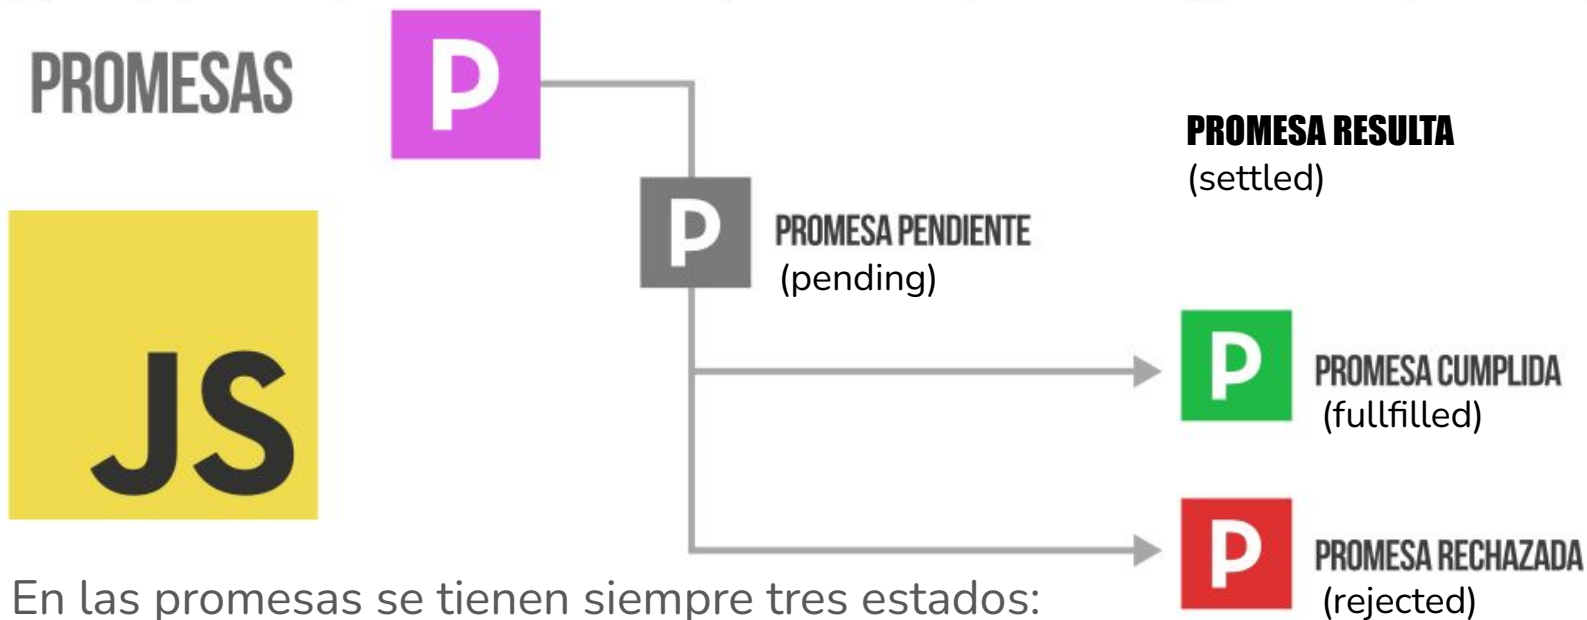 PROMESAS
P
PROMESA RESULTA
(settled)
P
PROMESA PENDIENTE
(pending)
JS
P
PROMESA CUMPLIDA
(fullfilled)
P
PROMESA RECHAZADA
(rejected)
En las promesas se tienen siempre tres estados: